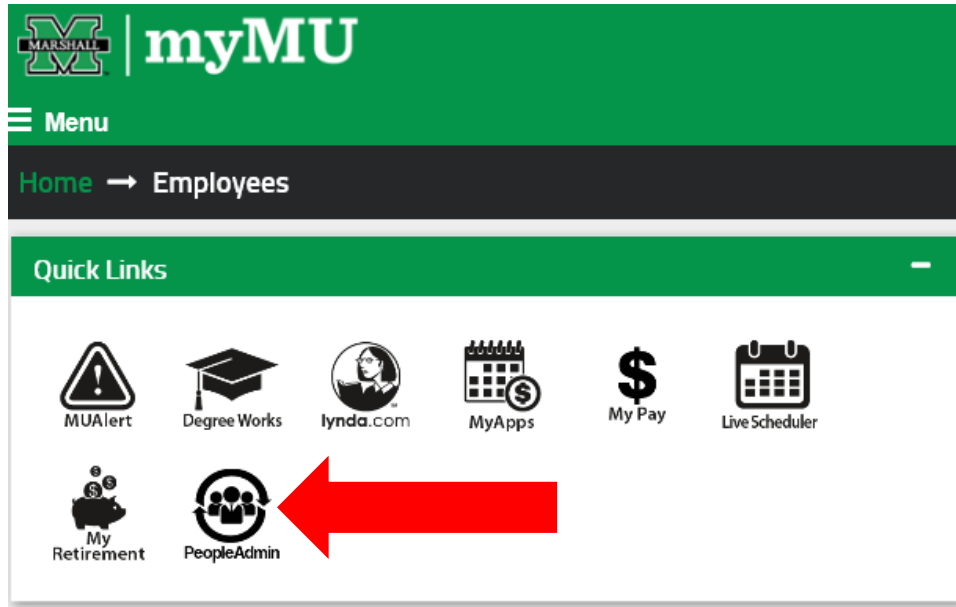 MARSHALL
myMU
Menu
Home → Employees
Quick Links
MUAlert
Degree Works
lynda.com
MyApps
My Pay
Live Scheduler
My
Retirement
PeopleAdmin